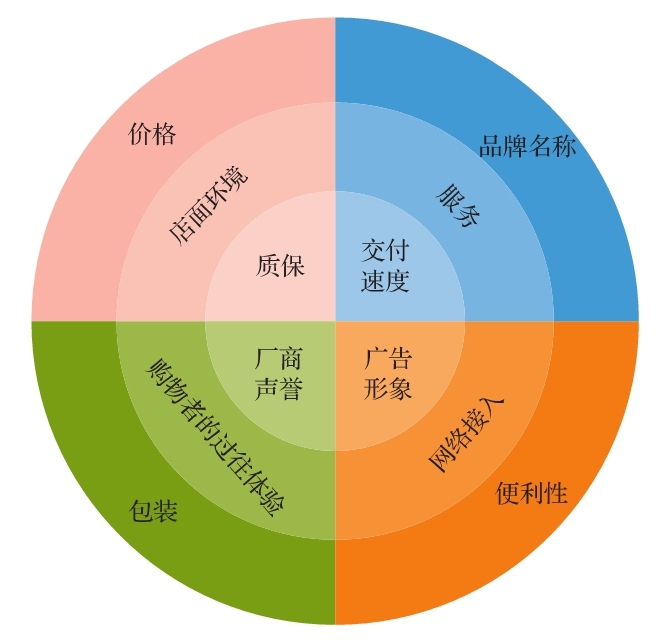 价格
品牌名称
店面环境
服务
质保
交付
速度
厂商
声誉
广告
形象
购物者的过往体验
网络接入
包装
便利性